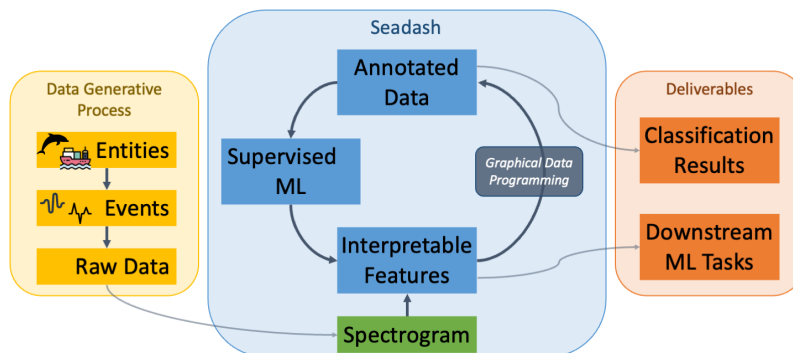 Seadash
Data Generative
Process
Entities
Events
Raw Data
Annotated
Data
Supervised
ML
Graphical Data
Programming
Interpretable
Features
Spectrogram
Deliverables
Classification
Results
Downstream
ML Tasks